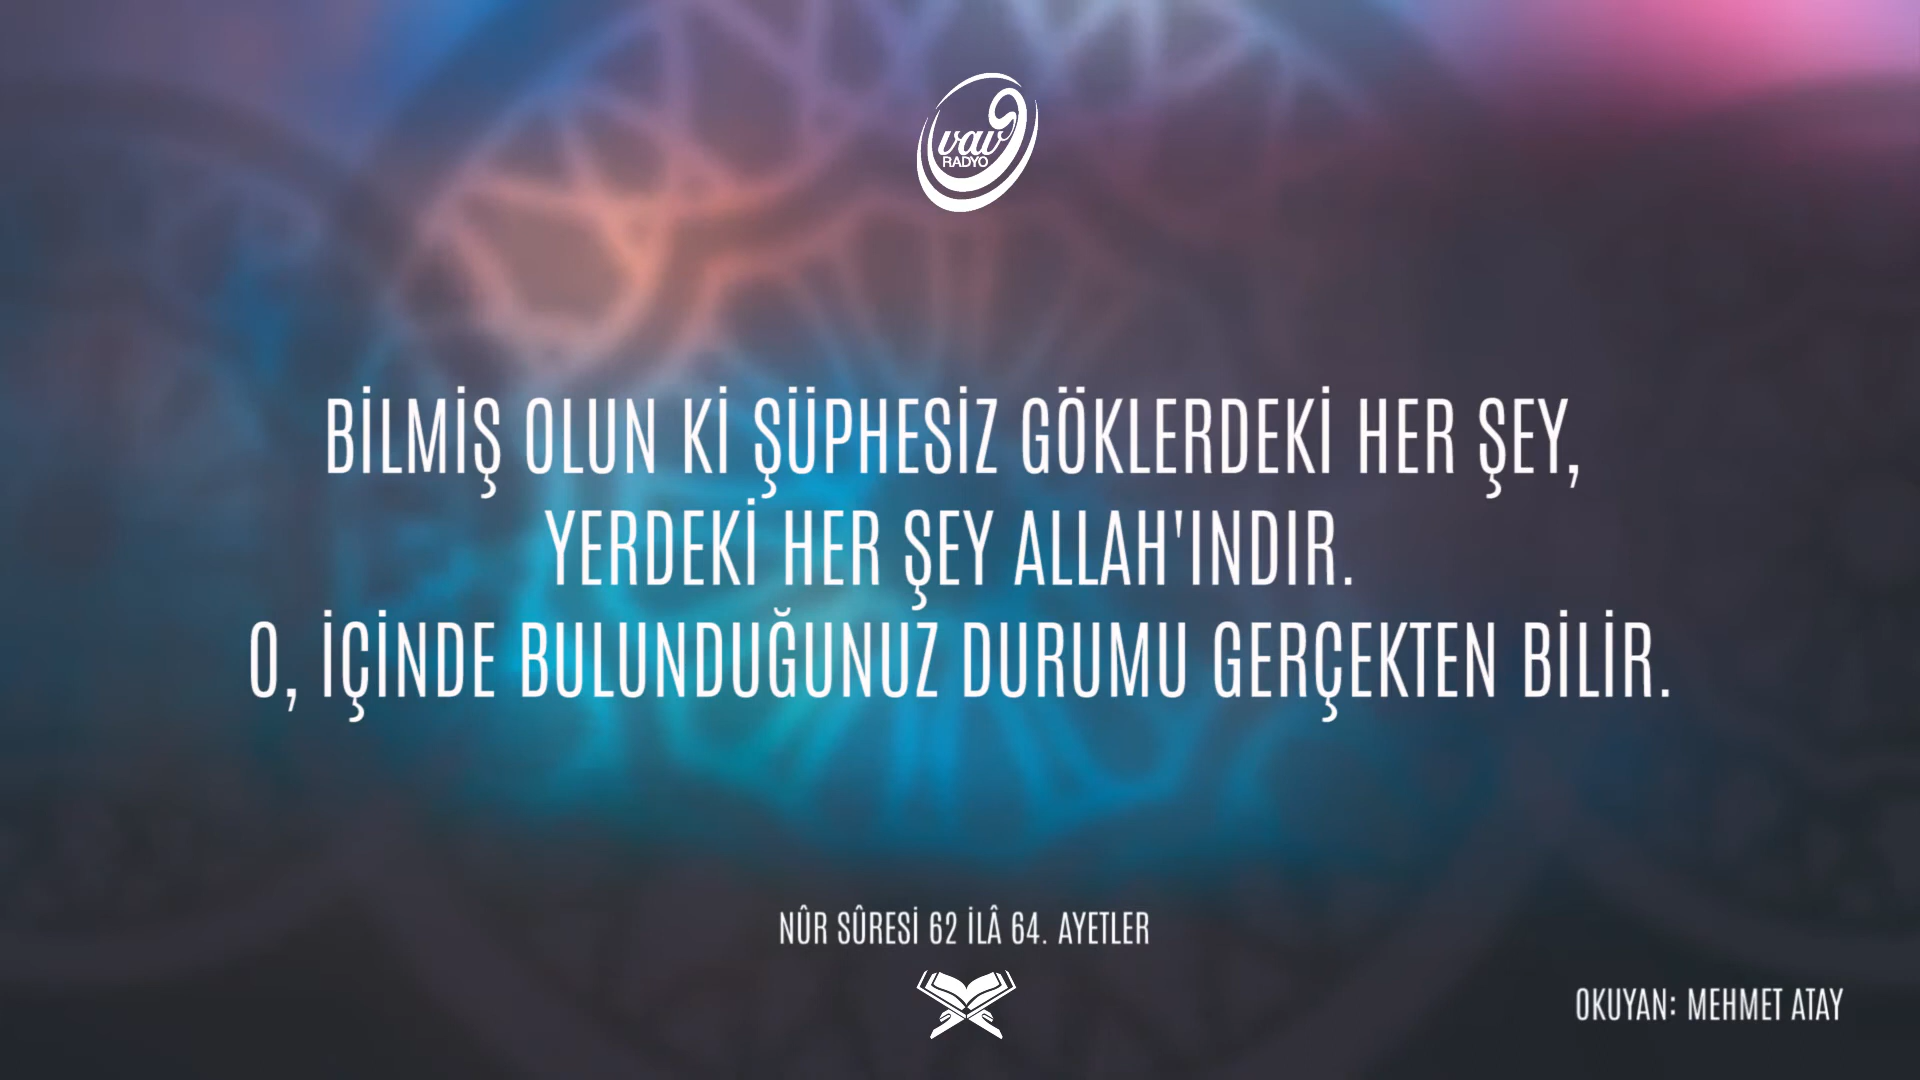 vav
RADYO
BİLMİŞ OLUN Kİ ŞÜPHESİZ GÖKLERDEKİ HER ŞEY,
YERDEKİ HER ŞEY ALLAH'INDIR.
O, İÇİNDE BULUNDUĞUNUZ DURUMU GERÇEKTEN BİLİR.
NÛR SÛRESİ 62 İLÂ 64. AYETLER
OKUYAN: MEHMET ATAY